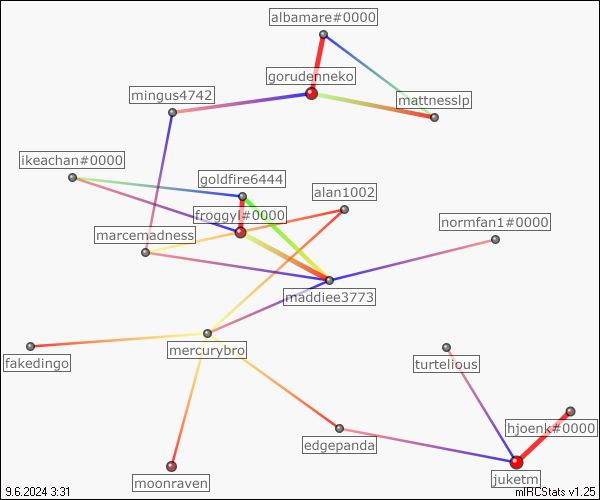 albamare#0000
gorudenneko
mingus4742
mattnesslp
ikeachan#0000
goldfire6444
alan1002
froggyl#0000
normfan1#0000
marcemadness
maddiee3773
mercurybro
fakedingo
turtelious
hjoenk#0000
edgepanda
moonraven
juketm
9.6.2024 3:31
mIRCStats v1.25